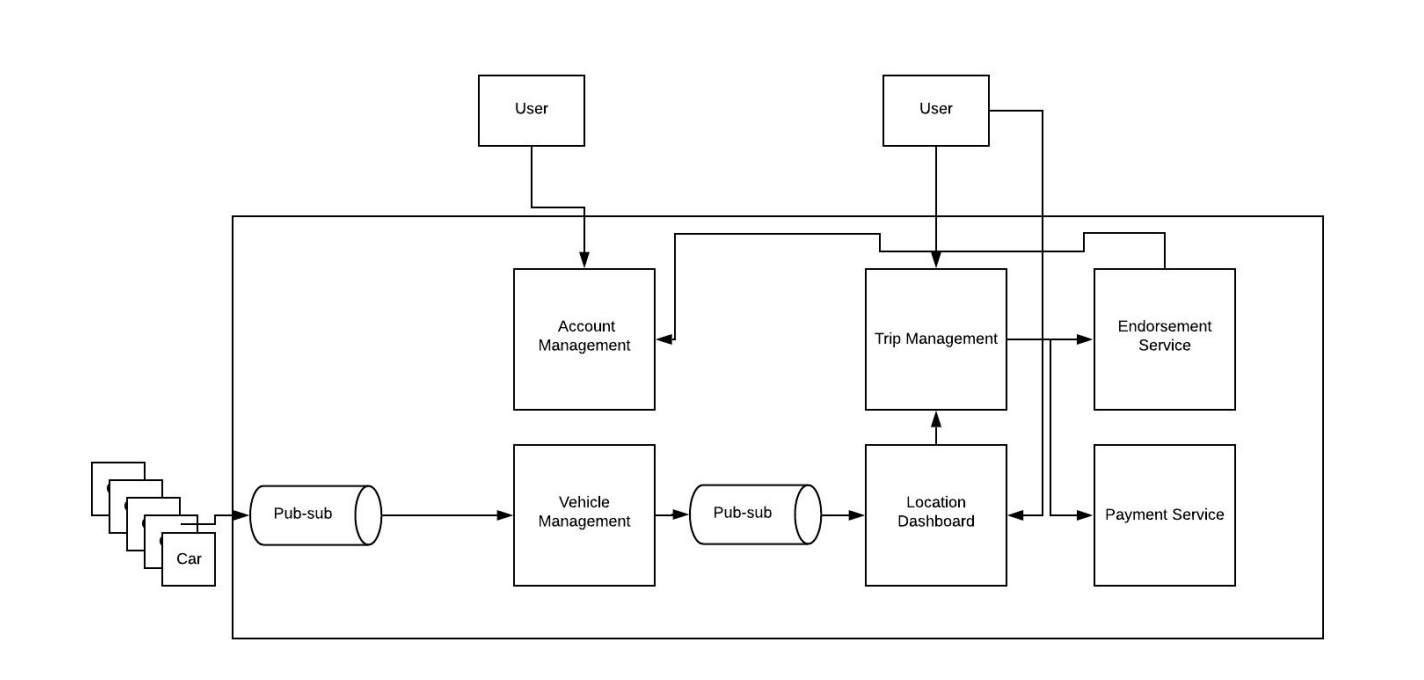 User
User
Account
Management
Trip Management
Endorsement
Service
Car
Pub-sub
Vehicle
Management
Pub-sub
Location
Dashboard
Payment Service